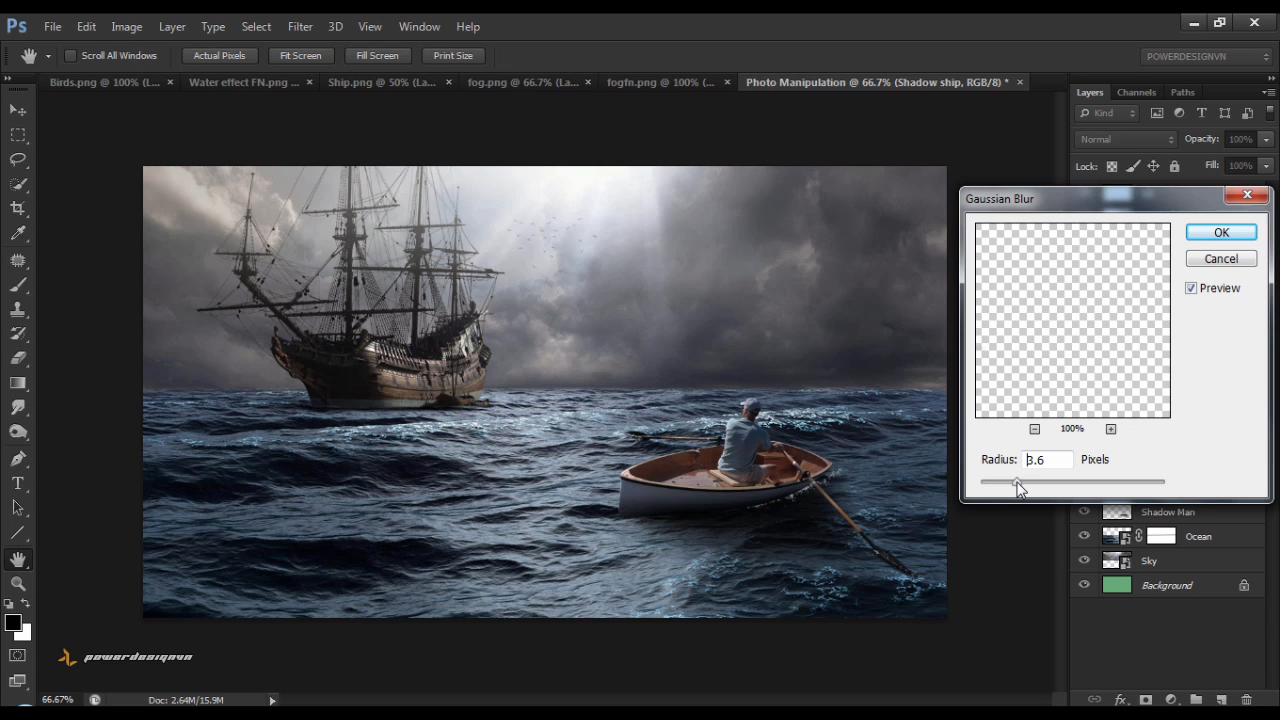 Ps File Edit Image Layer Type Select Filter 3D View Window Help
Scroll All Windows Actual Pixels Fit Screen Fill Screen Print Size POWERDESIGNVN
Birds.png @ 100% (L... × Water effect FN.png ... × Ship.png @ 50% (La... × fog.png @ 66.7% (La... × fogfn.png @ 100% (... × Photo Manipulation @ 66.7% (Shadow ship, RGB/8) * ×
Layers Channels Paths
Kind
Normal Opacity: 100%
Lock: Fill: 100%
Gaussian Blur
OK
Cancel
Preview
100%
Radius: 3.6 Pixels
Shadow Man
Ocean
Sky
Background
powerdesignvn
66.67% Doc: 2.64M/15.9M